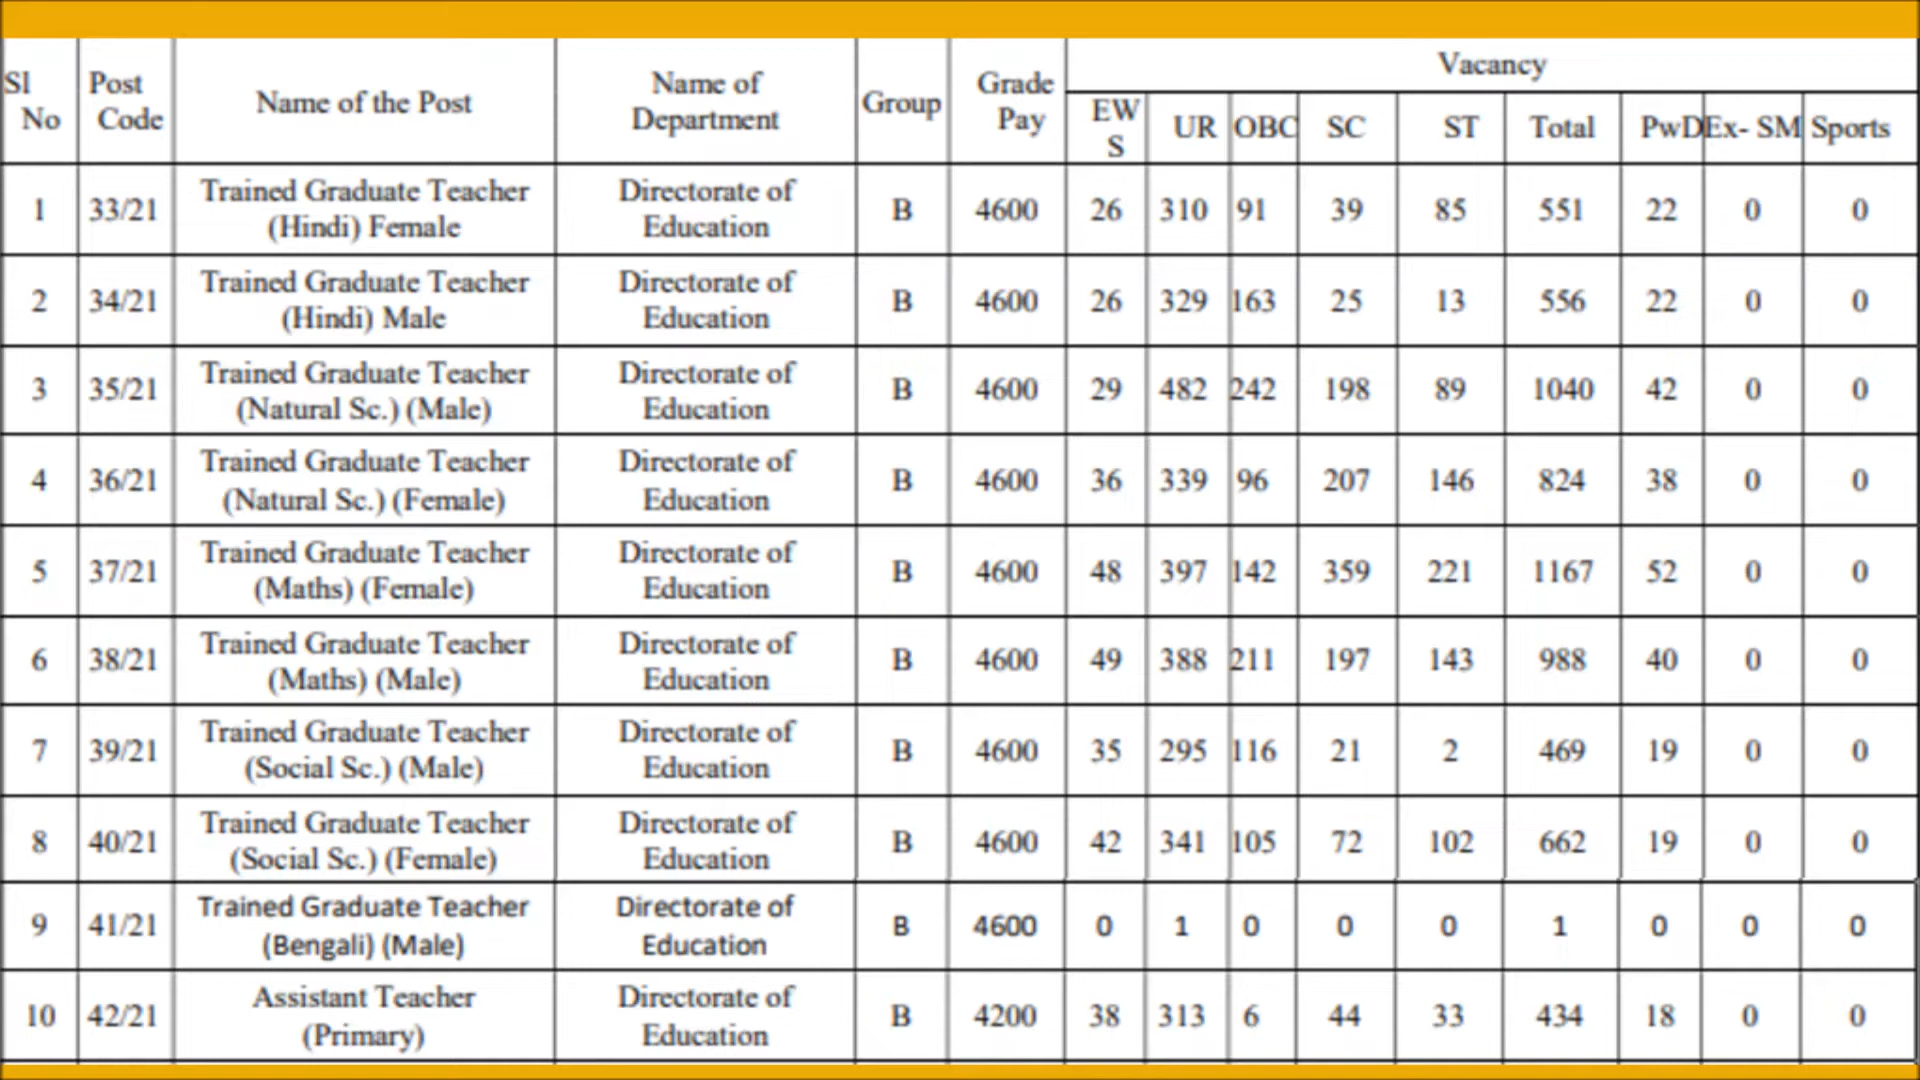 Sl No Post Code Name of the Post Name of Department Group Grade Pay Vacancy
EWS UR OBC SC ST Total PwD Ex- SM Sports
1 33/21 Trained Graduate Teacher (Hindi) Female Directorate of Education B 4600 26 310 91 39 85 551 22 0 0
2 34/21 Trained Graduate Teacher (Hindi) Male Directorate of Education B 4600 26 329 163 25 13 556 22 0 0
3 35/21 Trained Graduate Teacher (Natural Sc.) (Male) Directorate of Education B 4600 29 482 242 198 89 1040 42 0 0
4 36/21 Trained Graduate Teacher (Natural Sc.) (Female) Directorate of Education B 4600 36 339 96 207 146 824 38 0 0
5 37/21 Trained Graduate Teacher (Maths) (Female) Directorate of Education B 4600 48 397 142 359 221 1167 52 0 0
6 38/21 Trained Graduate Teacher (Maths) (Male) Directorate of Education B 4600 49 388 211 197 143 988 40 0 0
7 39/21 Trained Graduate Teacher (Social Sc.) (Male) Directorate of Education B 4600 35 295 116 21 2 469 19 0 0
8 40/21 Trained Graduate Teacher (Social Sc.) (Female) Directorate of Education B 4600 42 341 105 72 102 662 19 0 0
9 41/21 Trained Graduate Teacher (Bengali) (Male) Directorate of Education B 4600 0 1 0 0 0 1 0 0 0
10 42/21 Assistant Teacher (Primary) Directorate of Education B 4200 38 313 6 44 33 434 18 0 0